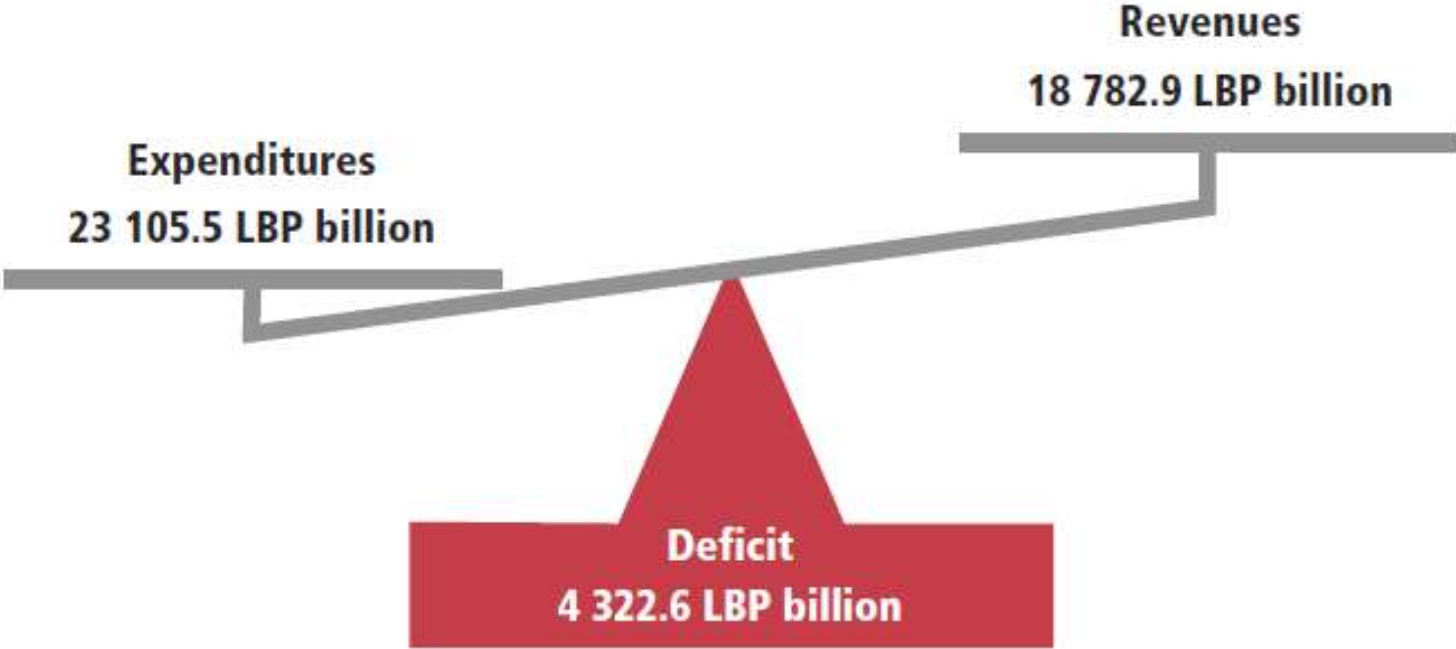 Revenues
18 782.9 LBP billion
Expenditures
23 105.5 LBP billion
Deficit
4 322.6 LBP billion